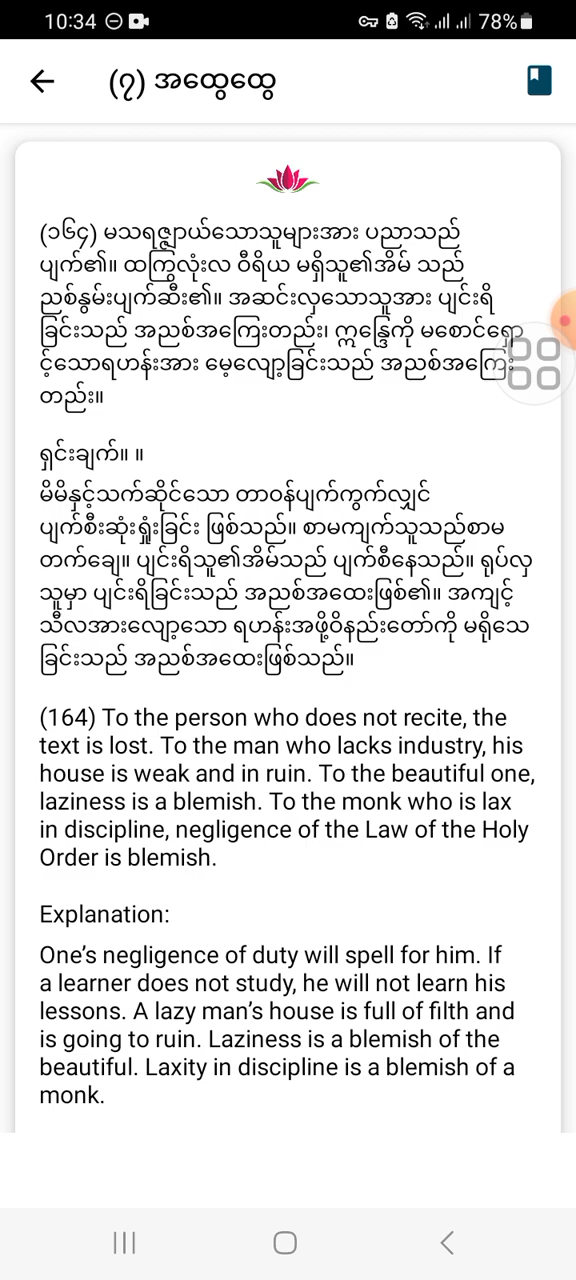 10:34
78%
(၇) အထွေထွေ
(၁၆၄) မသရဇ္ဈာယ်သောသူများအား ပညာသည်
ပျက်၏။ ထကြွလုံးလ ဝီရိယ မရှိသူ၏အိမ် သည်
ညစ်နွမ်းပျက်ဆီး၏။ အဆင်းလှသောသူအား ပျင်းရိ
ခြင်းသည် အညစ်အကြေးတည်း၊ ဣန္ဒြေကို မစောင်ရှော
င့်သောရဟန်းအား မေ့လျော့ခြင်းသည် အညစ်အကြေး
တည်း။
ရှင်းချက်။ ။
မိမိနှင့်သက်ဆိုင်သော တာဝန်ပျက်ကွက်လျှင်
ပျက်စီးဆုံးရှုံးခြင်း ဖြစ်သည်။ စာမကျက်သူသည်စာမ
တက်ချေ။ ပျင်းရိသူ၏အိမ်သည် ပျက်စီနေသည်။ ရုပ်လှ
သူမှာ ပျင်းရိခြင်းသည် အညစ်အထေးဖြစ်၏။ အကျင့်
သီလအားလျော့သော ရဟန်းအဖို့ဝိနည်းတော်ကို မရိုသေ
ခြင်းသည် အညစ်အထေးဖြစ်သည်။
(164) To the person who does not recite, the
text is lost. To the man who lacks industry, his
house is weak and in ruin. To the beautiful one,
laziness is a blemish. To the monk who is lax
in discipline, negligence of the Law of the Holy
Order is blemish.
Explanation:
One’s negligence of duty will spell for him. If
a learner does not study, he will not learn his
lessons. A lazy man’s house is full of filth and
is going to ruin. Laziness is a blemish of the
beautiful. Laxity in discipline is a blemish of a
monk.